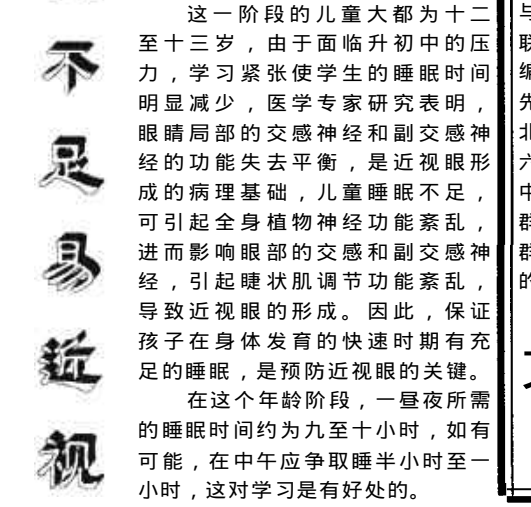 不
足
易
近
视
这一阶段的儿童大都为十二
至十三岁，由于面临升初中的压
力，学习紧张使学生的睡眠时间
明显减少，医学专家研究表明，
眼睛局部的交感神经和副交感神
经的功能失去平衡，是近视眼形
成的病理基础，儿童睡眠不足，
可引起全身植物神经功能紊乱，
进而影响眼部的交感和副交感神
经，引起睫状肌调节功能紊乱，
导致近视眼的形成。因此，保证
孩子在身体发育的快速时期有充
足的睡眠，是预防近视眼的关键。
在这个年龄阶段，一昼夜所需
的睡眠时间约为九至十小时，如有
可能，在中午应争取睡半小时至一
小时，这对学习是有好处的。